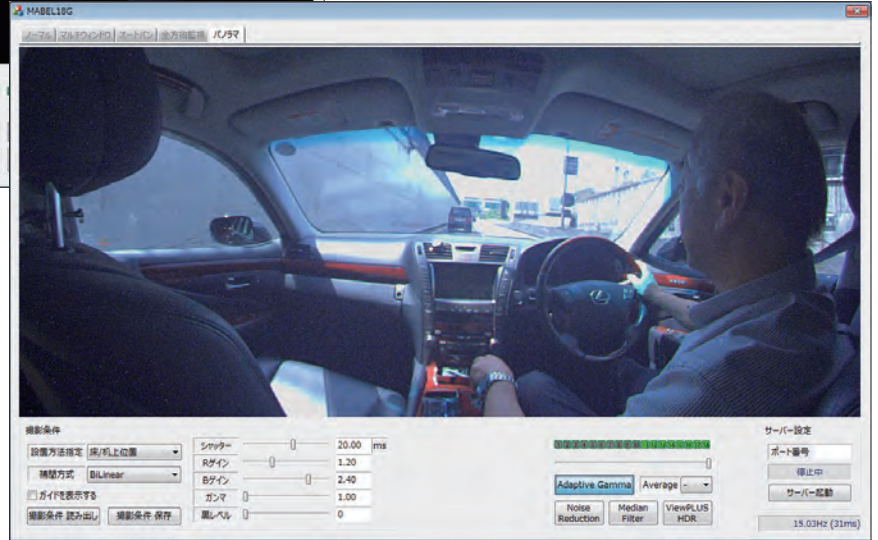 MABEL18G
ノーマル マルチウィンドウ オートパン 全方向監視 パノラマ
撮影条件
設置方法指定 床/机上位置
補間方式 BiLinear
ガイドを表示する
撮影条件 読み出し 撮影条件 保存
シャッター 20.00 ms
Rゲイン 1.20
Bゲイン 2.40
ガンマ 1.00
黒レベル 0
Adaptive Gamma Average -
Noise Reduction Median Filter ViewPLUS HDR
サーバー設定
ポート番号
停止中
サーバー起動
15.03Hz (31ms)